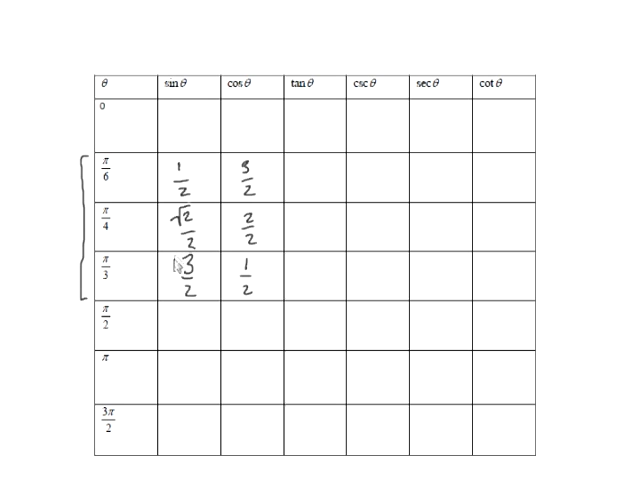 θ sin θ cos θ tan θ csc θ sec θ cot θ
0
π/6 1/2 3/2
π/4 √2/2 2/2
π/3 3/2 1/2
π/2
π
3π/2